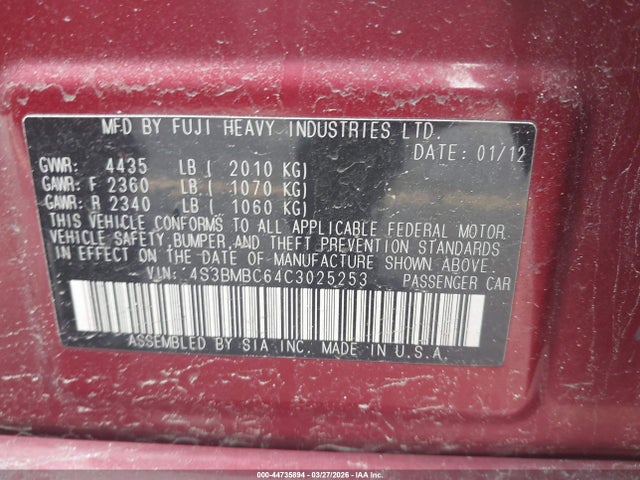 MFD BY FUJI HEAVY INDUSTRIES LTD.
DATE: 01/12
GVWR: 4435 LB ( 2010 KG)
GAWR: F 2360 LB ( 1070 KG)
GAWR: R 2340 LB ( 1060 KG)
THIS VEHICLE CONFORMS TO ALL APPLICABLE FEDERAL MOTOR
VEHICLE SAFETY, BUMPER, AND THEFT PREVENTION STANDARDS
IN EFFECT ON THE DATE OF MANUFACTURE SHOWN ABOVE.
VIN: 4S3BMBC64C3025253 PASSENGER CAR
ASSEMBLED BY SIA INC. MADE IN U.S.A.
000-44735894 | 03/27/2026 - COPYRIGHT IAA, LLC